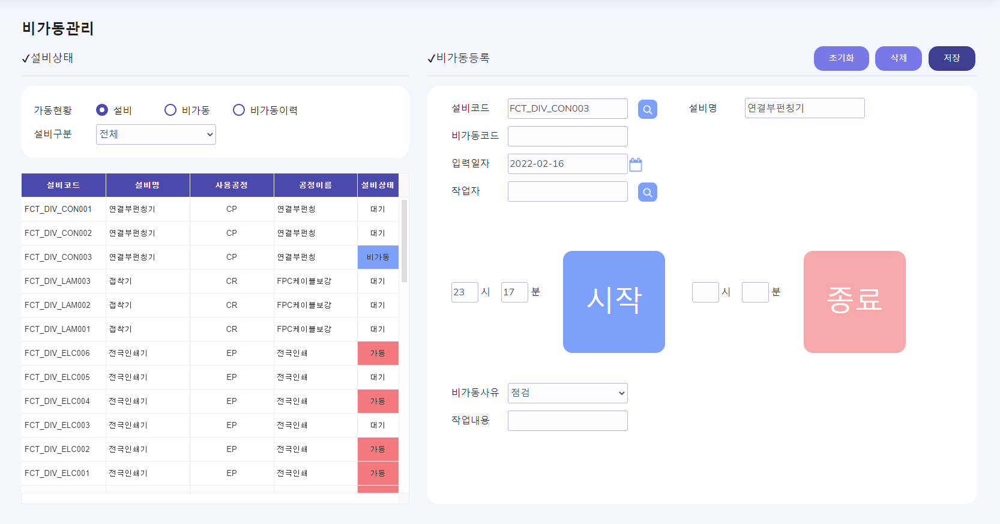 비가동관리
✓설비상태
가동현황 설비 비가동 비가동이력
설비구분 전체
설비코드 설비명 사용공정 공정이름 설비상태
FCT_DIV_CON001 연결부펀칭기 CP 연결부펀칭 대기
FCT_DIV_CON002 연결부펀칭기 CP 연결부펀칭 대기
FCT_DIV_CON003 연결부펀칭기 CP 연결부펀칭 비가동
FCT_DIV_LAM003 접착기 CR FPC케이블보강 대기
FCT_DIV_LAM002 접착기 CR FPC케이블보강 대기
FCT_DIV_LAM001 접착기 CR FPC케이블보강 대기
FCT_DIV_ELC006 전극인쇄기 EP 전극인쇄 가동
FCT_DIV_ELC005 전극인쇄기 EP 전극인쇄 대기
FCT_DIV_ELC004 전극인쇄기 EP 전극인쇄 가동
FCT_DIV_ELC003 전극인쇄기 EP 전극인쇄 대기
FCT_DIV_ELC002 전극인쇄기 EP 전극인쇄 가동
FCT_DIV_ELC001 전극인쇄기 EP 전극인쇄 가동
✓비가동등록 초기화 삭제 저장
설비코드 FCT_DIV_CON003 설비명 연결부펀칭기
비가동코드
입력일자 2022-02-16
작업자
23 시 17 분 시작 시 분 종료
비가동사유 점검
작업내용